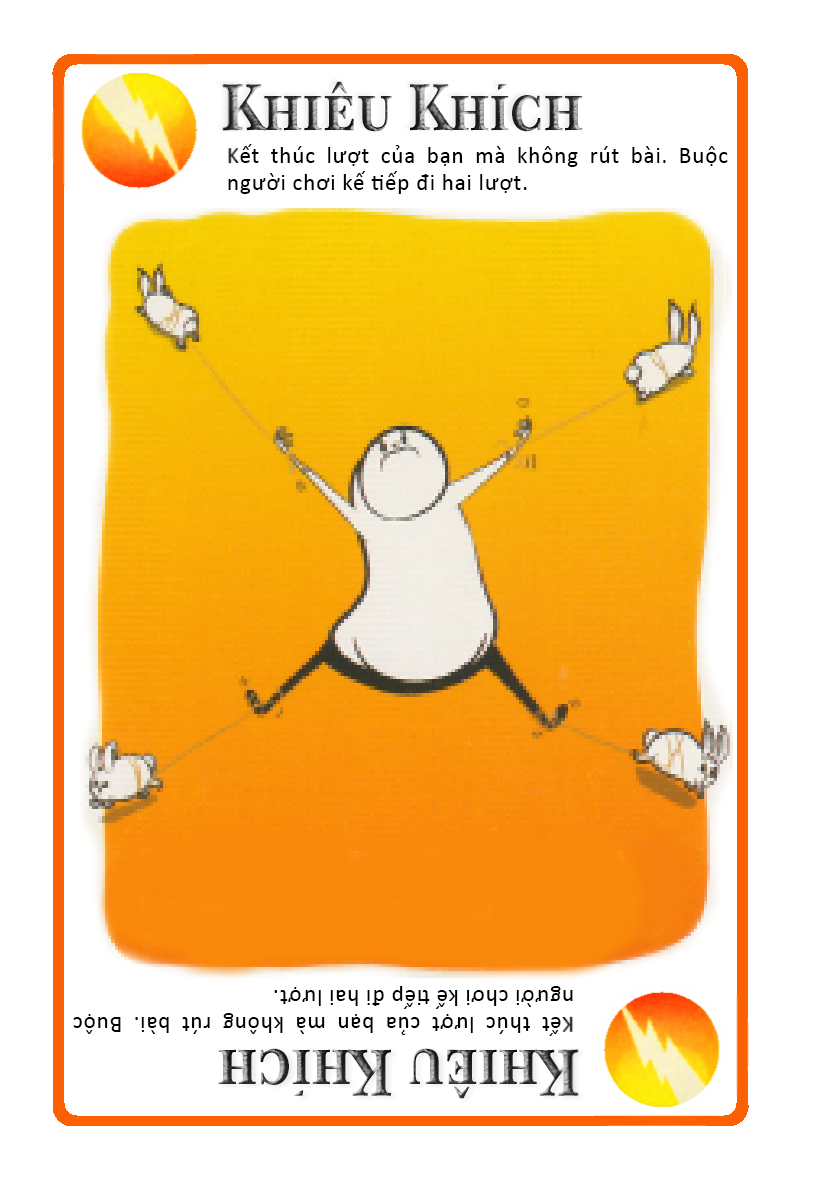 KHIÊU KHÍCH
Kết thúc lượt của bạn mà không rút bài. Buộc
người chơi kế tiếp đi hai lượt.
KHIÊU KHÍCH
Kết thúc lượt của bạn mà không rút bài. Buộc
người chơi kế tiếp đi hai lượt.